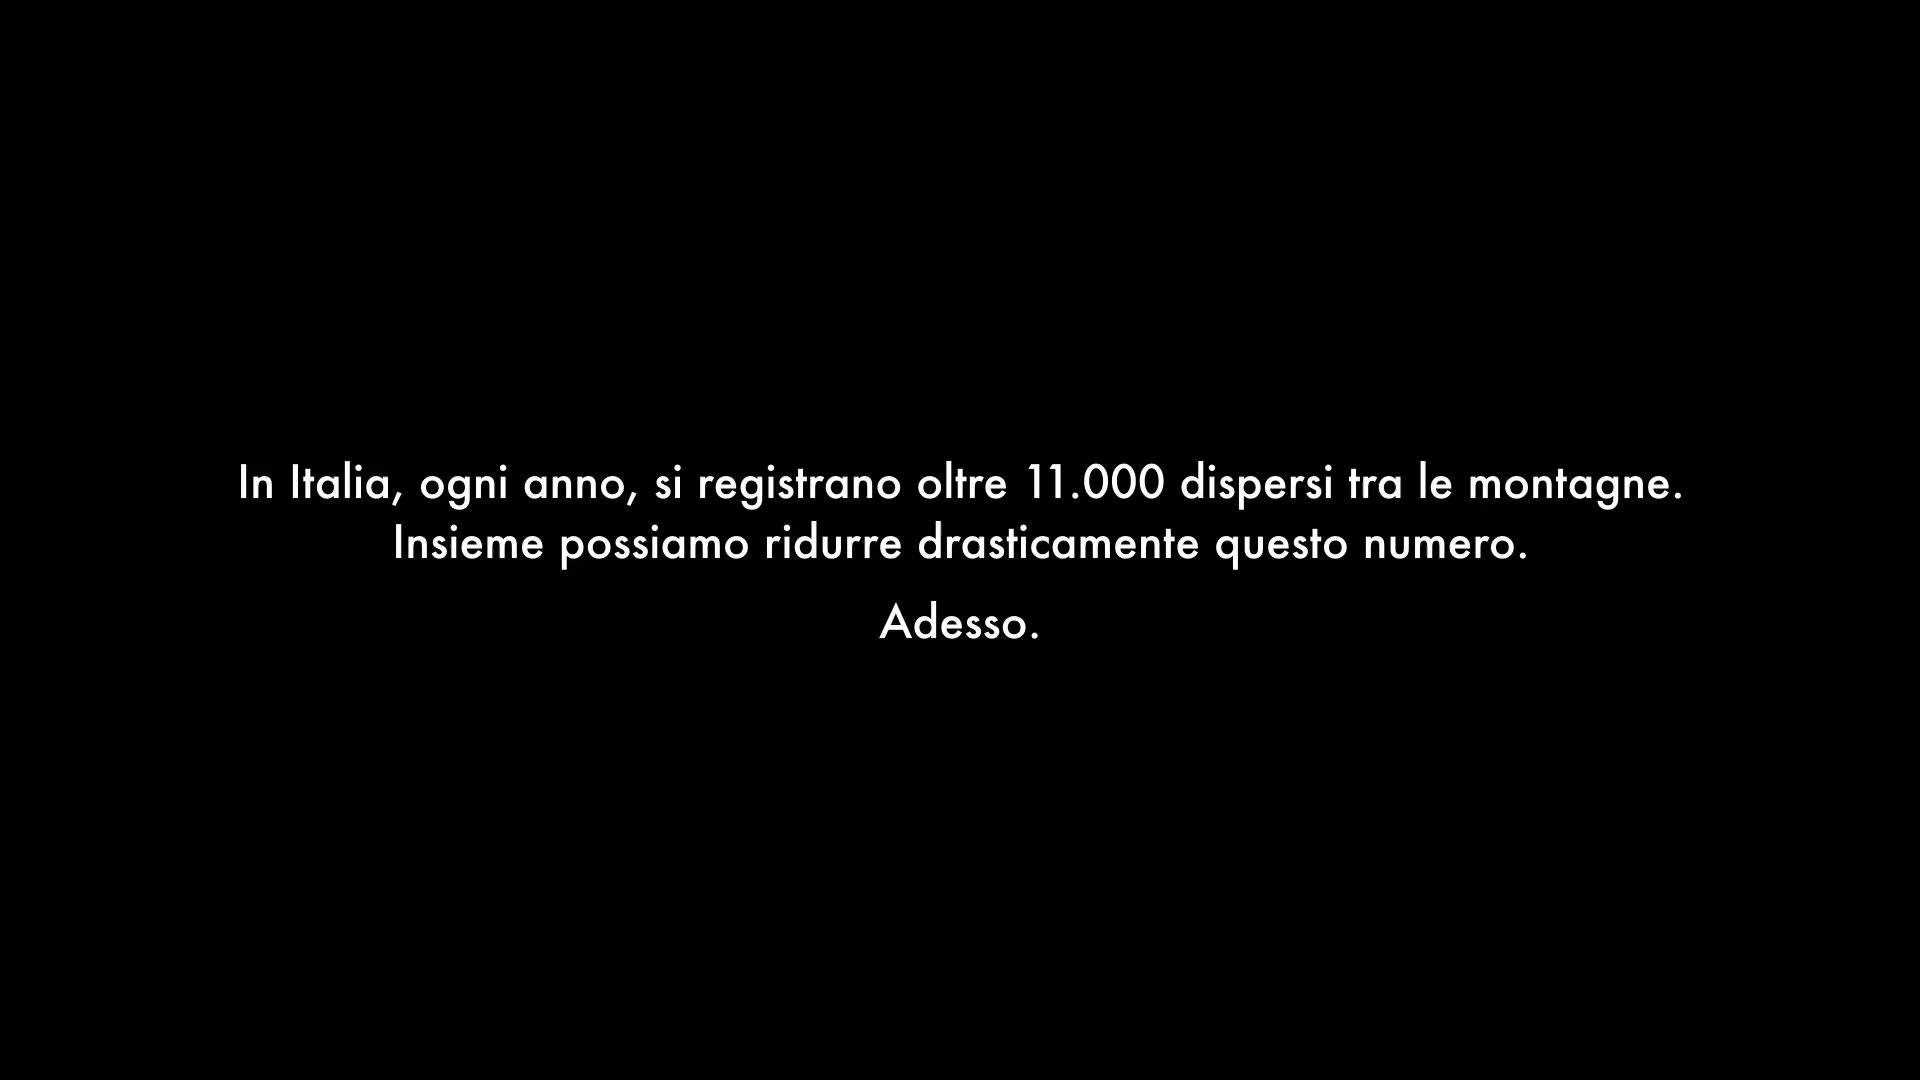 In Italia, ogni anno, si registrano oltre 11.000 dispersi tra le montagne.
Insieme possiamo ridurre drasticamente questo numero.
Adesso.